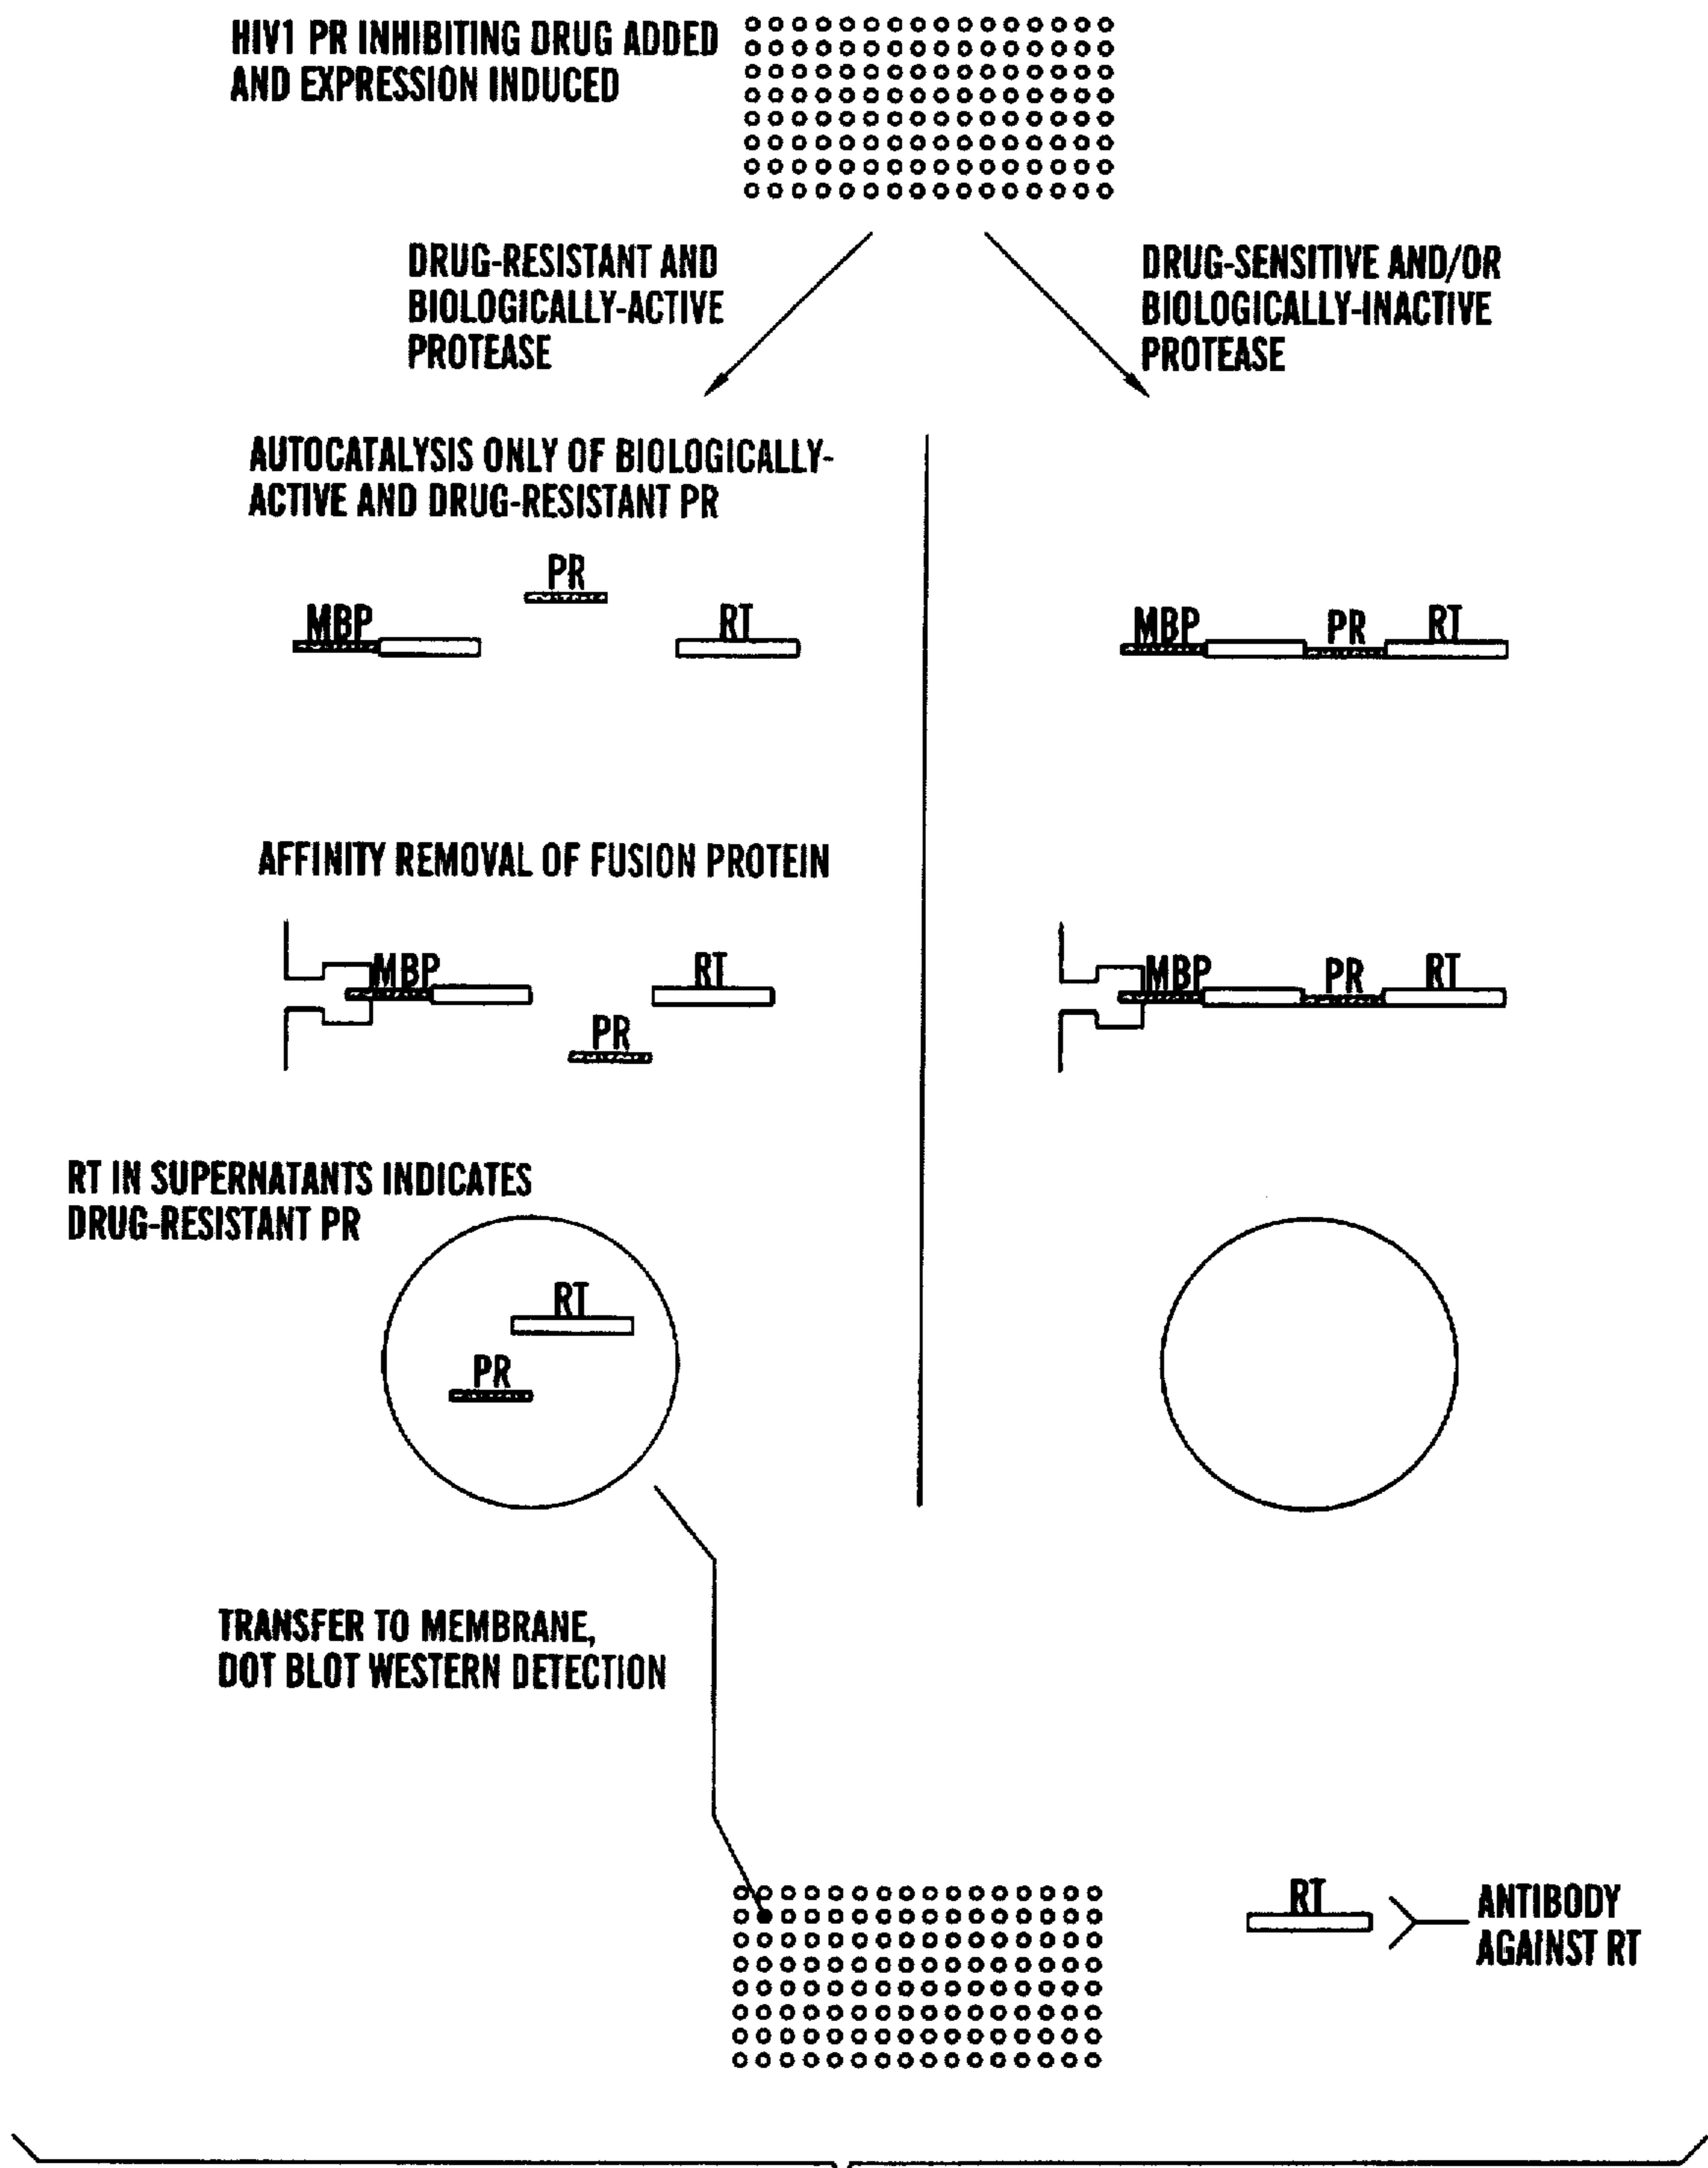 HIV1 PR INHIBITING DRUG ADDED
AND EXPRESSION INDUCED
DRUG-RESISTANT AND
BIOLOGICALLY-ACTIVE
PROTEASE
DRUG-SENSITIVE AND/OR
BIOLOGICALLY-INACTIVE
PROTEASE
AUTOCATALYSIS ONLY OF BIOLOGICALLY-
ACTIVE AND DRUG-RESISTANT PR
PR
MBP
RT
MBP
PR
RT
AFFINITY REMOVAL OF FUSION PROTEIN
MBP
RT
PR
MBP
PR
RT
RT IN SUPERNATANTS INDICATES
DRUG-RESISTANT PR
RT
PR
TRANSFER TO MEMBRANE,
DOT BLOT WESTERN DETECTION
RT
ANTIBODY
AGAINST RT